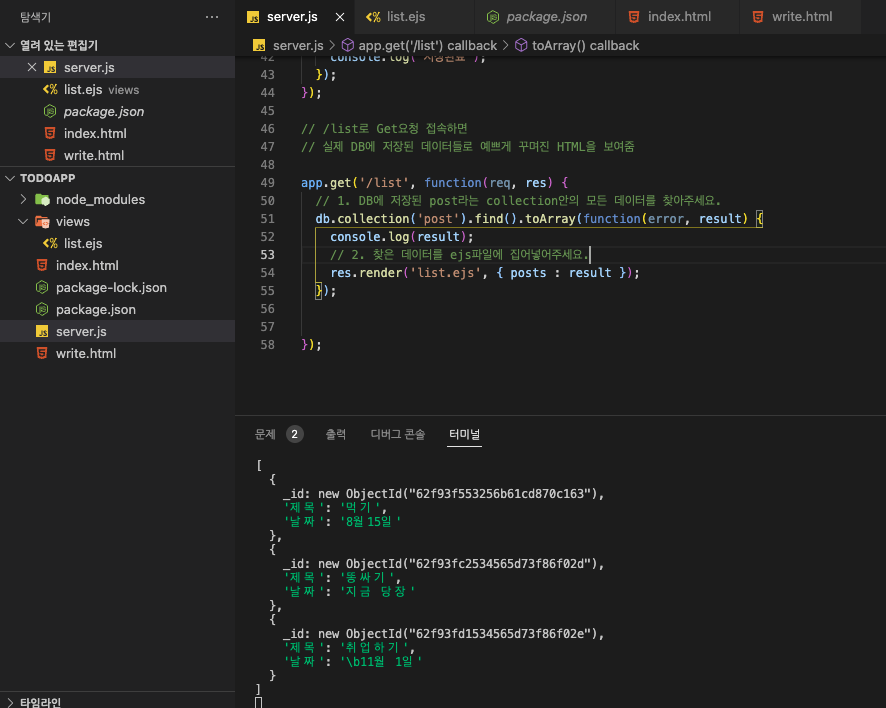 탐색기 ···
열려 있는 편집기
server.js
list.ejs views
package.json
index.html
write.html
TODOAPP
node_modules
views
list.ejs
index.html
package-lock.json
package.json
server.js
write.html
타임라인
server.js list.ejs package.json index.html write.html
server.js > app.get('/list') callback > toArray() callback
42 console.log('저장완료');
43 });
44 });
45
46 // /list로 Get요청 접속하면
47 // 실제 DB에 저장된 데이터들로 예쁘게 꾸며진 HTML을 보여줌
48
49 app.get('/list', function(req, res) {
50 // 1. DB에 저장된 post라는 collection안의 모든 데이터를 찾아주세요.
51 db.collection('post').find().toArray(function(error, result) {
52 console.log(result);
53 // 2. 찾은 데이터를 ejs파일에 집어넣어주세요.
54 res.render('list.ejs', { posts : result });
55 });
56
57
58 });
문제 2 출력 디버그 콘솔 터미널
[
{
_id: new ObjectId("62f93f553256b61cd870c163"),
'제목': '먹기',
'날짜': '8월 15일'
},
{
_id: new ObjectId("62f93fc2534565d73f86f02d"),
'제목': '똥싸기',
'날짜': '지금 당장'
},
{
_id: new ObjectId("62f93fd1534565d73f86f02e"),
'제목': '취업하기',
'날짜': '\b11월 1일'
}
]